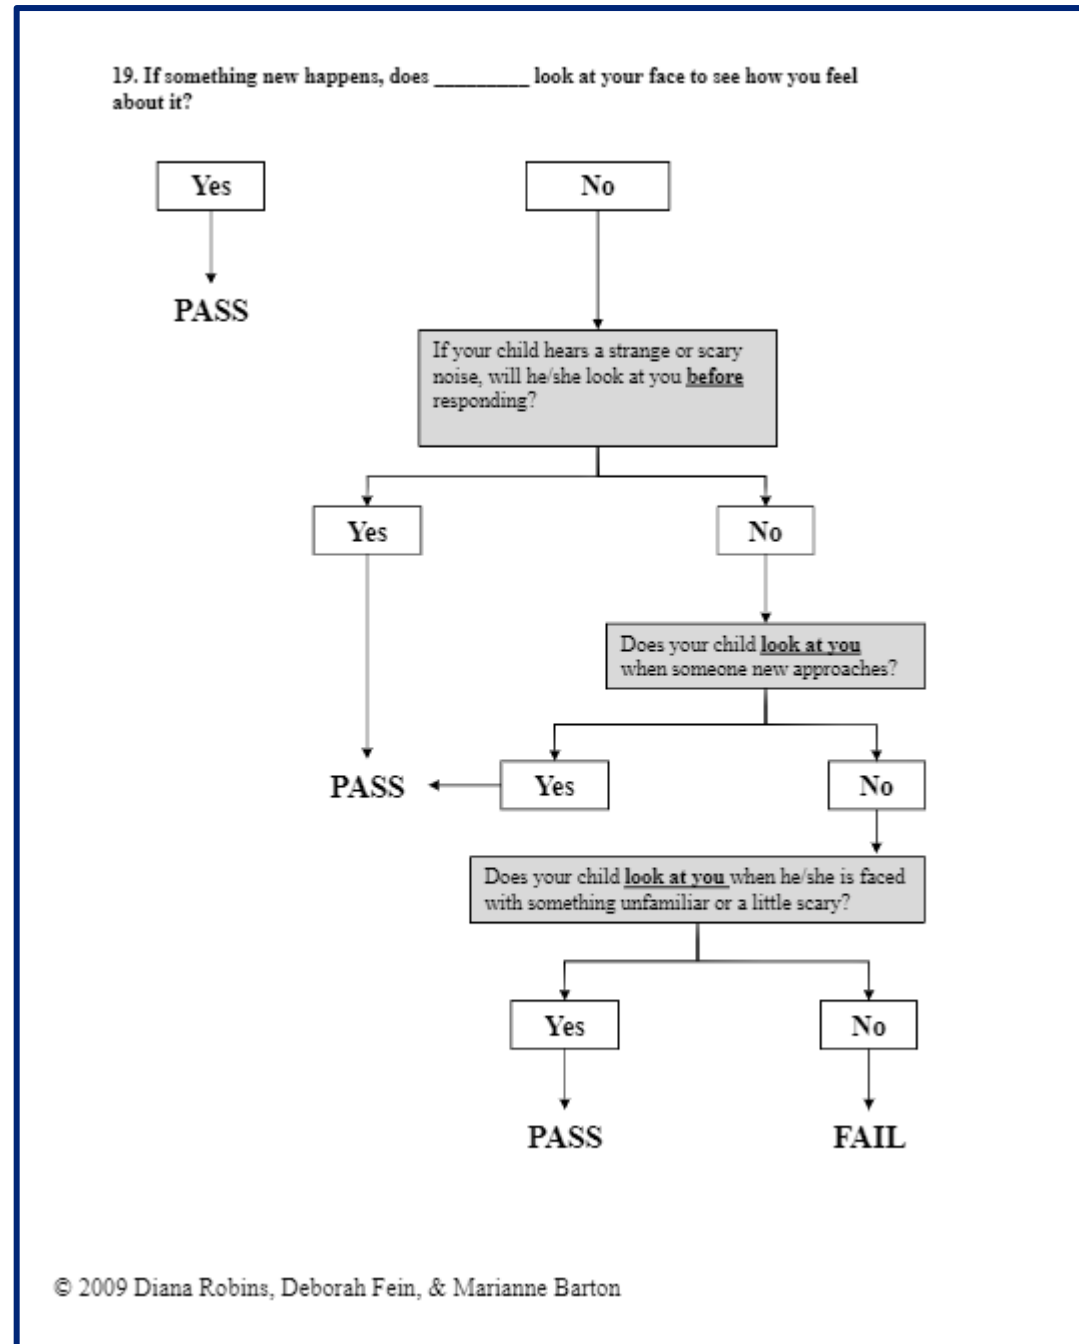 19. If something new happens, does _________ look at your face to see how you feel
about it?
Yes
No
PASS
If your child hears a strange or scary
noise, will he/she look at you before
responding?
Yes
No
Does your child look at you
when someone new approaches?
PASS
Yes
No
Does your child look at you when he/she is faced
with something unfamiliar or a little scary?
Yes
No
PASS
FAIL
© 2009 Diana Robins, Deborah Fein, & Marianne Barton